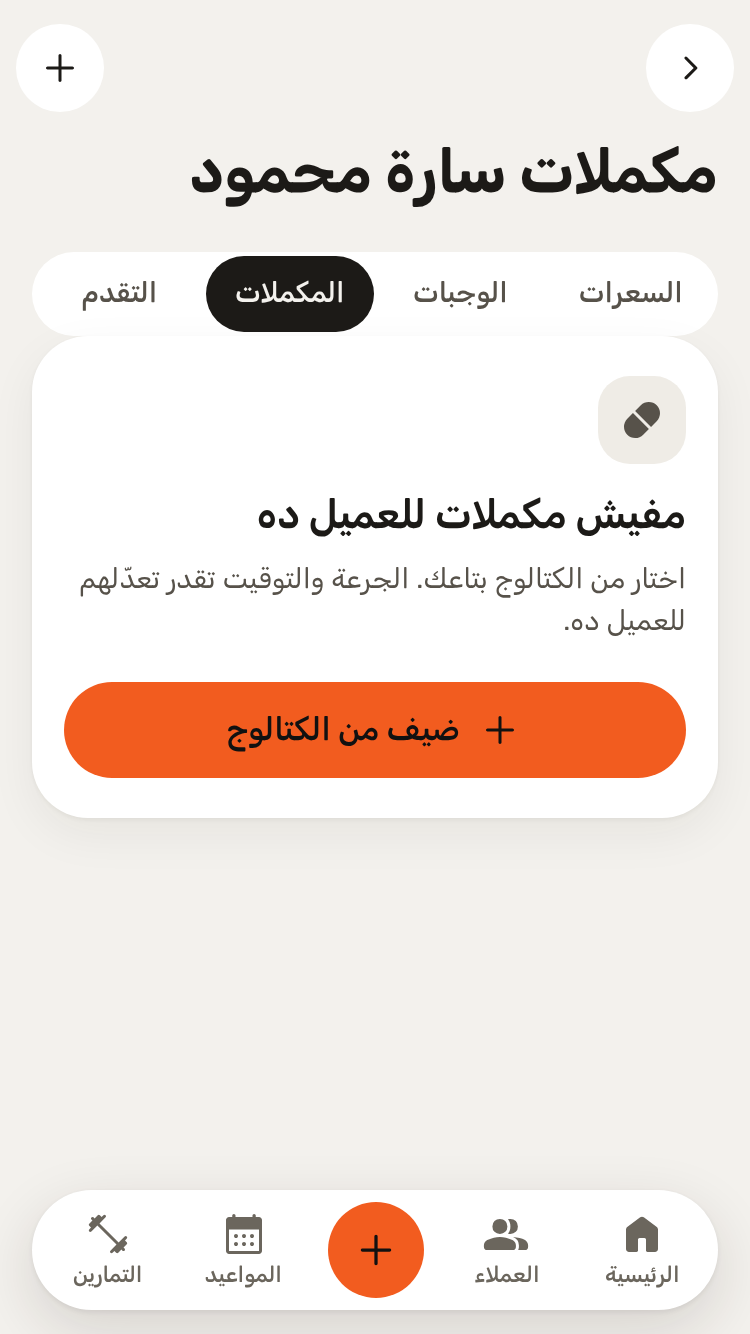 مكملات سارة محمود
السعرات
الوجبات
المكملات
التقدم
مفيش مكملات للعميل ده
اختار من الكتالوج بتاعك. الجرعة والتوقيت تقدر تعدّلهم
للعميل ده.
ضيف من الكتالوج
الرئيسية
العملاء
المواعيد
التمارين